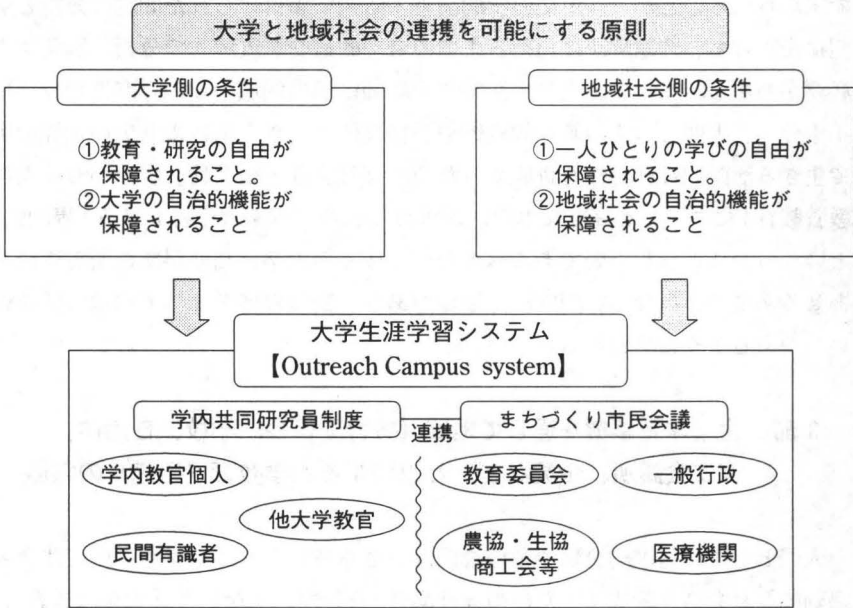 大学と地域社会の連携を可能にする原則
大学側の条件
①教育・研究の自由が
保障されること
②大学の自治的機能が
保障されること
地域社会側の条件
①一人ひとりの学びの自由が
保障されること。
②地域社会の自治的機能が
保障されること
大学生涯学習システム
【Outreach Campus system】
学内共同研究員制度
連携
まちづくり市民会議
学内教官個人
他大学教官
民間有識者
教育委員会
一般行政
農協・生協
商工会等
医療機関